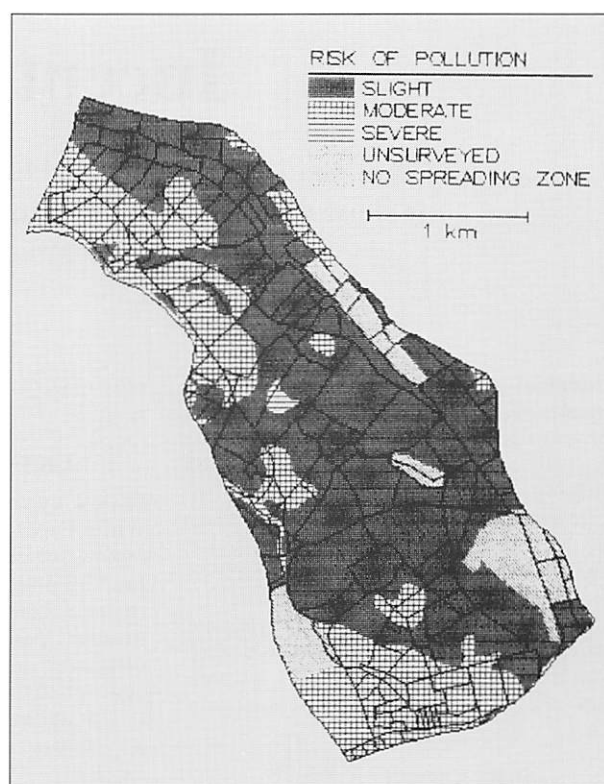 RISK OF POLLUTION
SLIGHT
MODERATE
SEVERE
UNSURVEYED
NO SPREADING ZONE
1 km